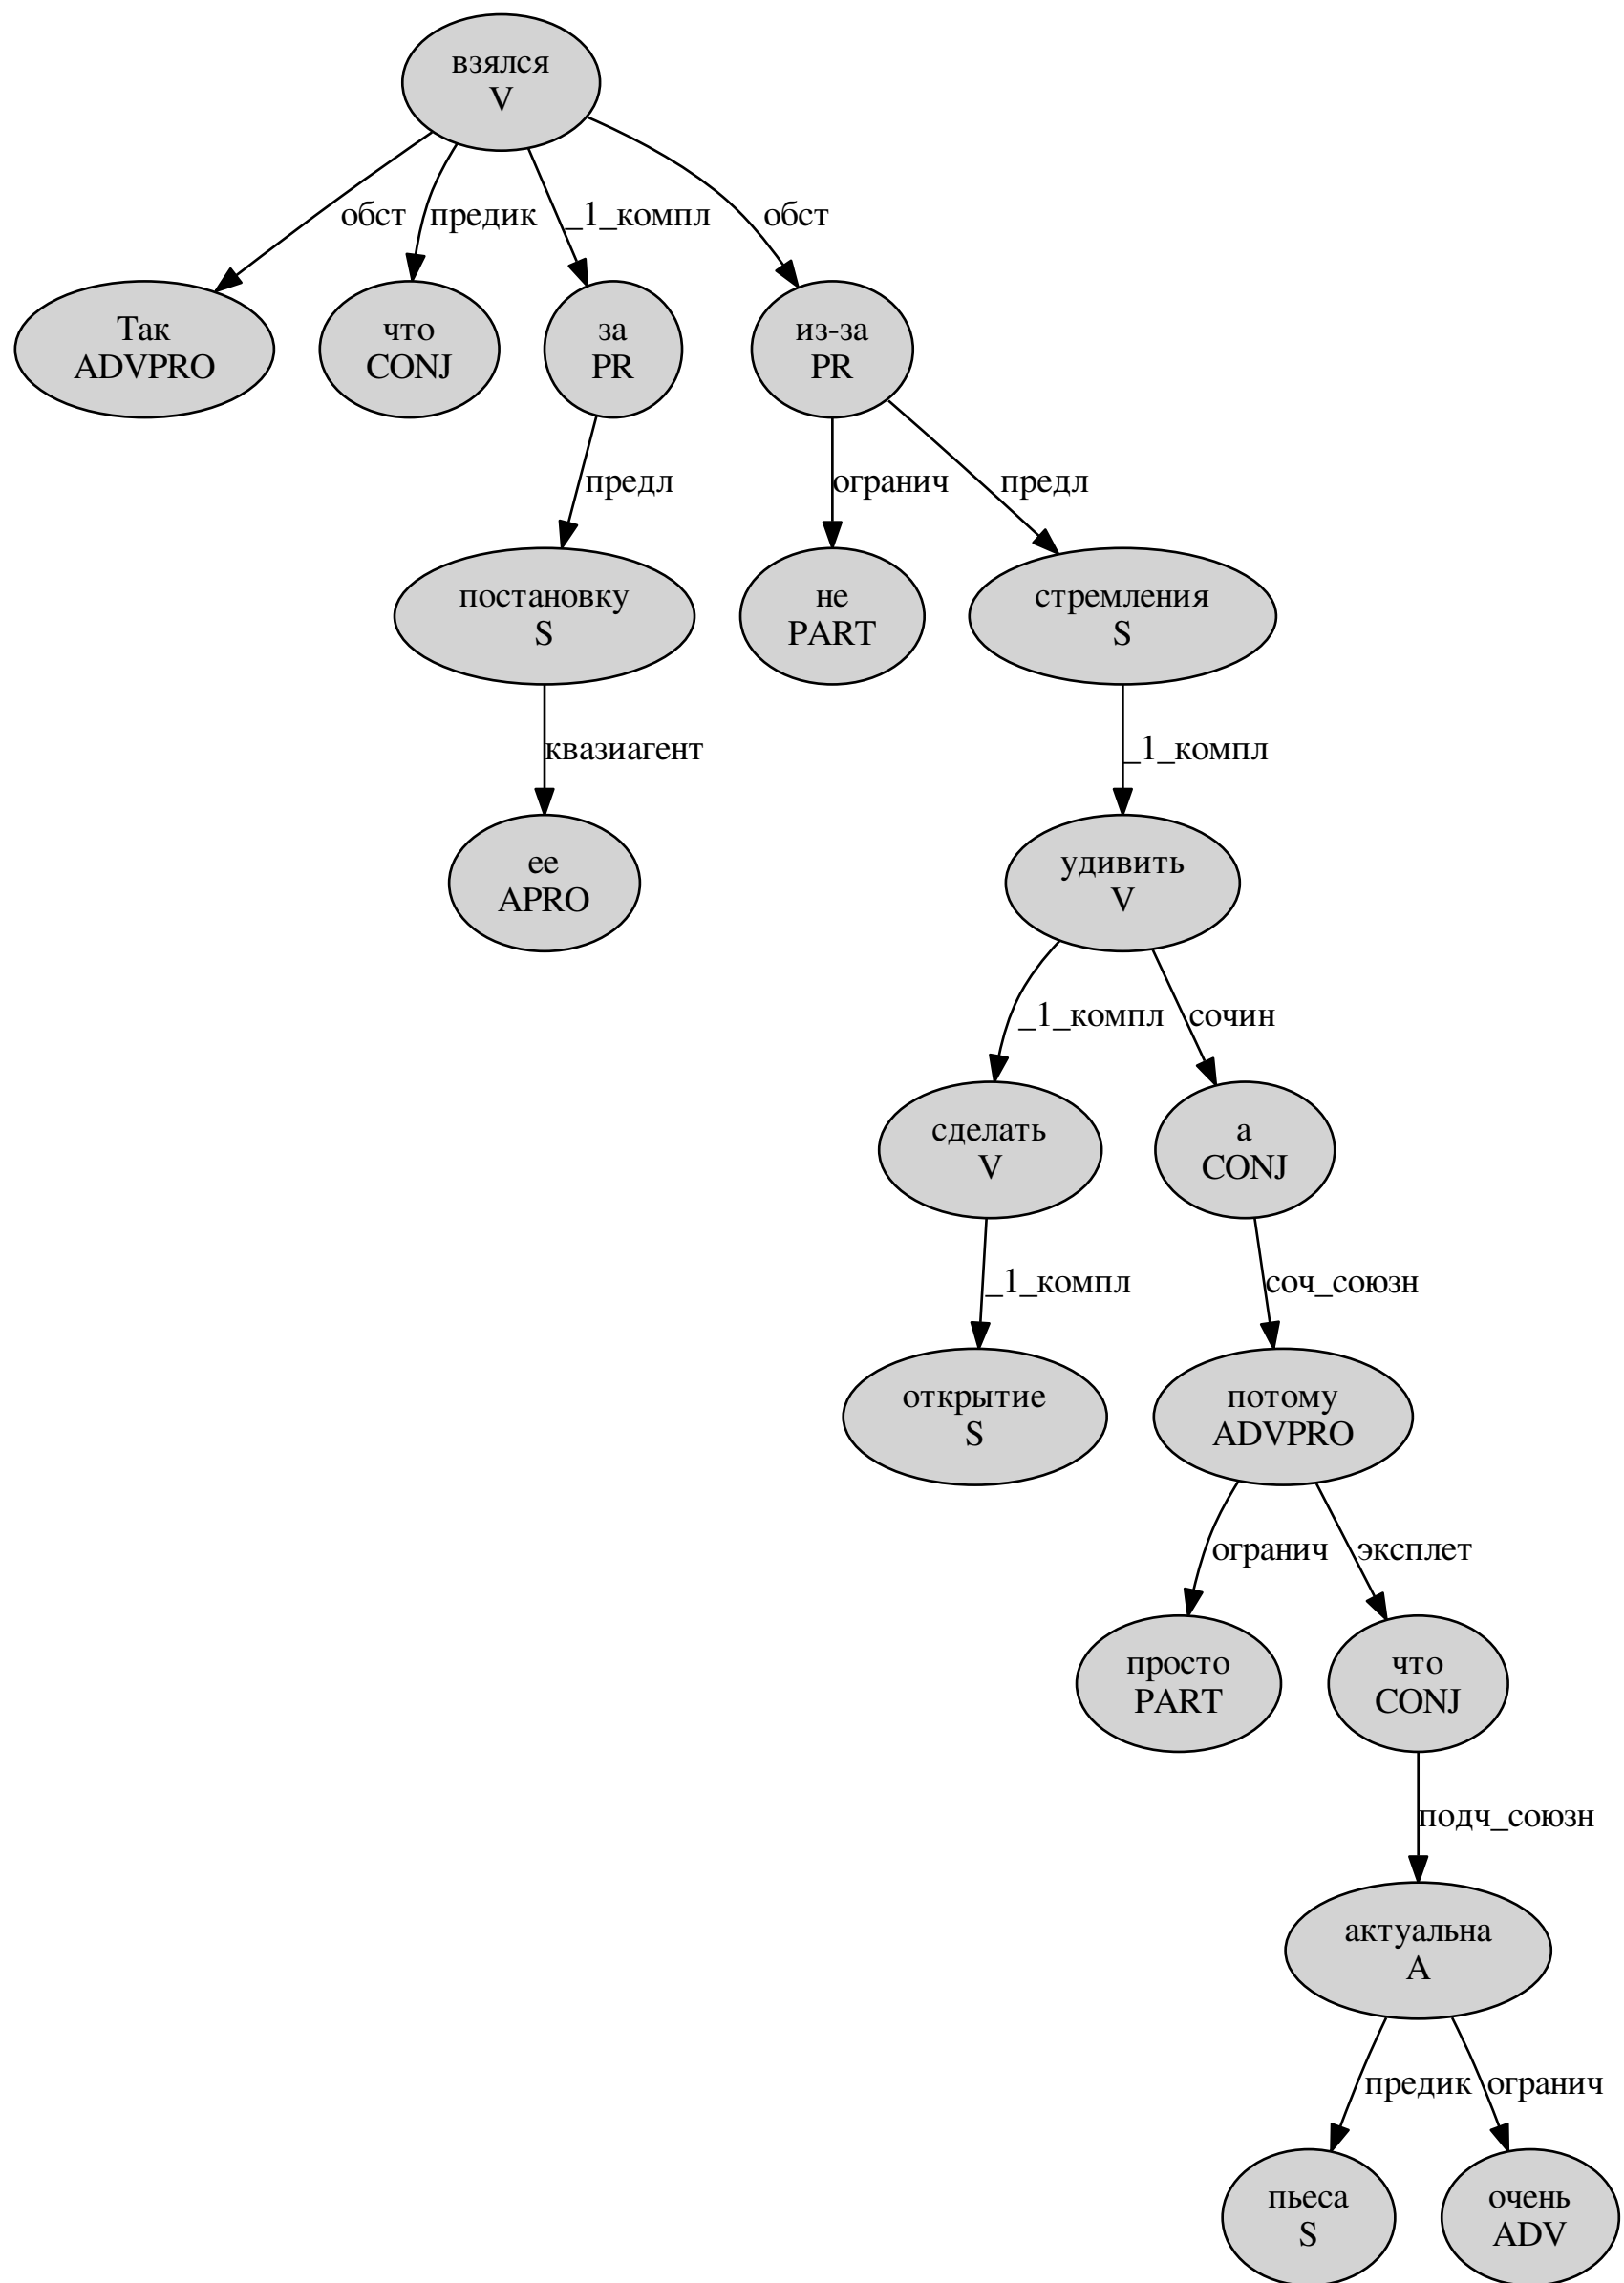 взялся
V
обст
предик
_1_компл
обст
Так
ADVPRO
что
CONJ
за
PR
из-за
PR
предл
огранич
предл
постановку
S
не
PART
стремления
S
квазиагент
_1_компл
ее
APRO
удивить
V
_1_компл
сочин
сделать
V
а
CONJ
_1_компл
соч_союзн
открытие
S
потому
ADVPRO
огранич
эксплет
просто
PART
что
CONJ
подч_союзн
актуальна
A
предик
огранич
пьеса
S
очень
ADV